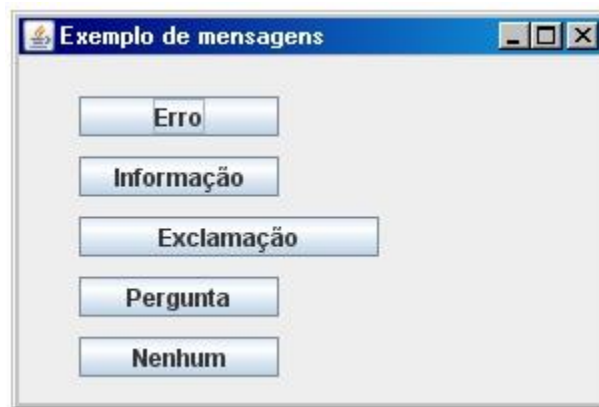 Exemplo de mensagens
Erro
Informação
Exclamação
Pergunta
Nenhum